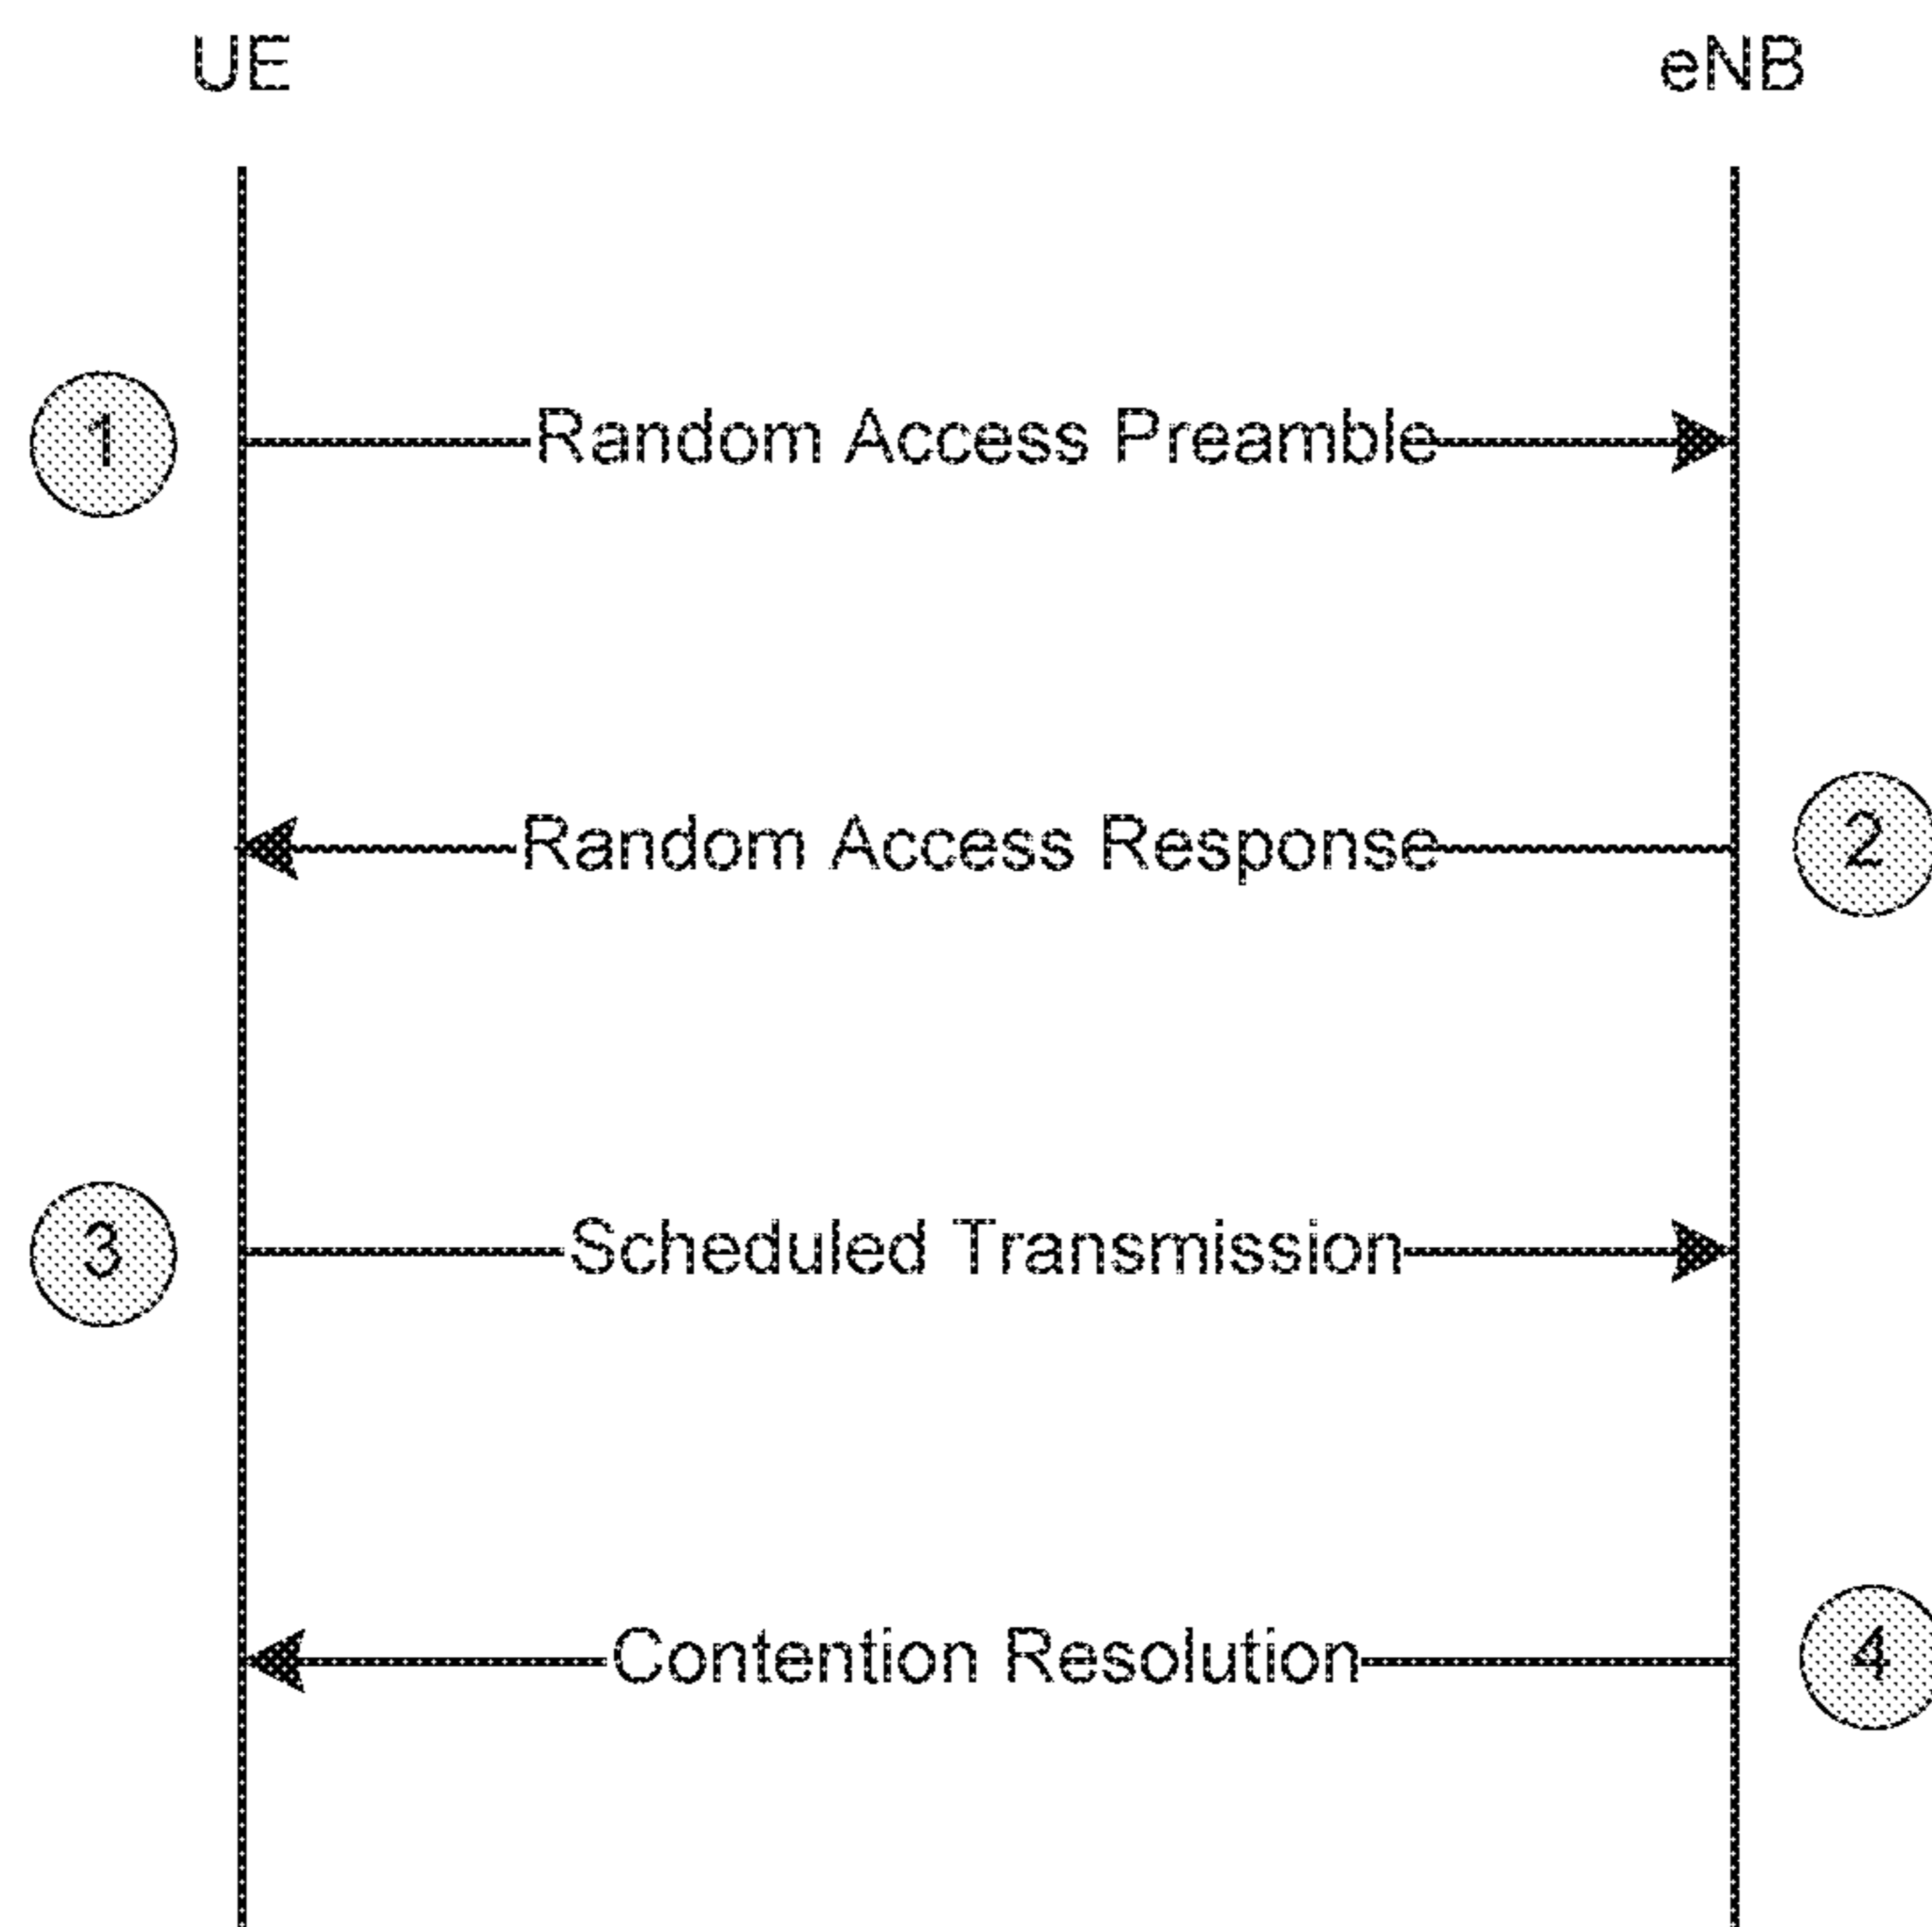 UE eNB
1 Random Access Preamble
Random Access Response 2
3 Scheduled Transmission
Contention Resolution 4